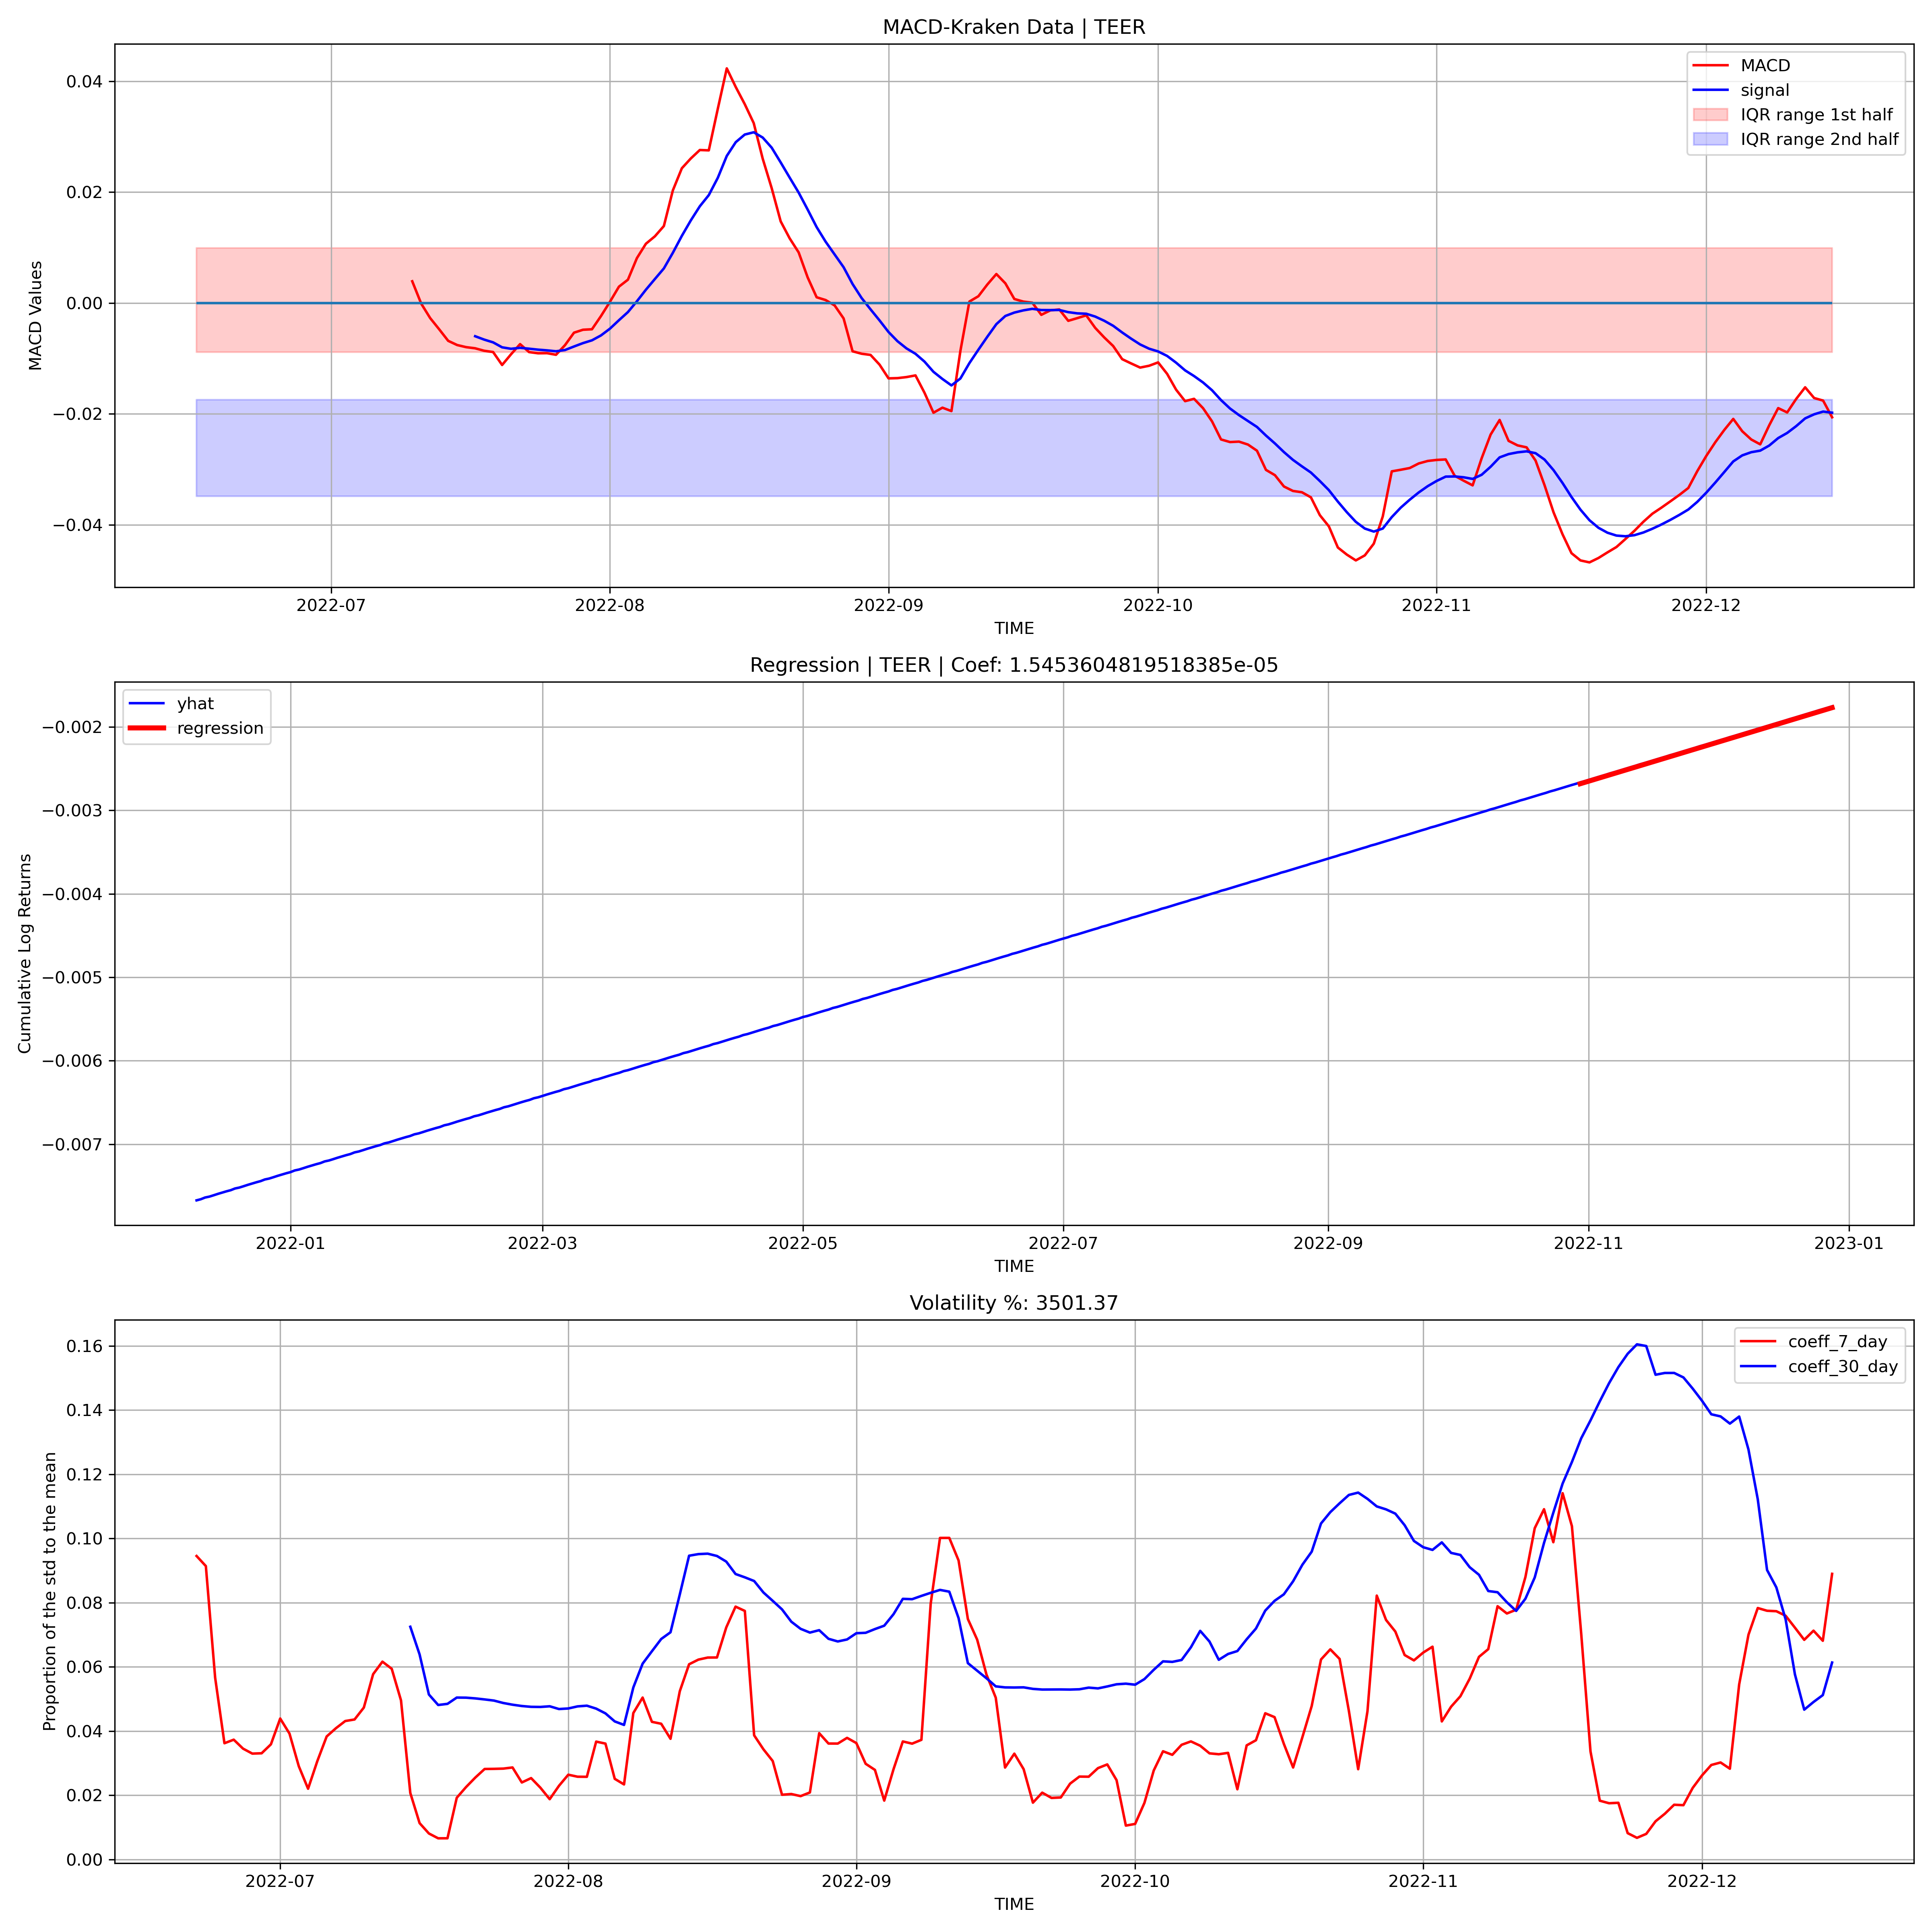 MACD-Kraken Data | TEER
MACD
signal
IQR range 1st half
IQR range 2nd half
MACD Values
0.04
0.02
0.00
−0.02
−0.04
2022-07
2022-08
2022-09
2022-10
2022-11
2022-12
TIME
Regression | TEER | Coef: 1.5453604819518385e-05
yhat
regression
Cumulative Log Returns
−0.002
−0.003
−0.004
−0.005
−0.006
−0.007
2022-01
2022-03
2022-05
2022-07
2022-09
2022-11
2023-01
TIME
Volatility %: 3501.37
coeff_7_day
coeff_30_day
Proportion of the std to the mean
0.16
0.14
0.12
0.10
0.08
0.06
0.04
0.02
0.00
2022-07
2022-08
2022-09
2022-10
2022-11
2022-12
TIME